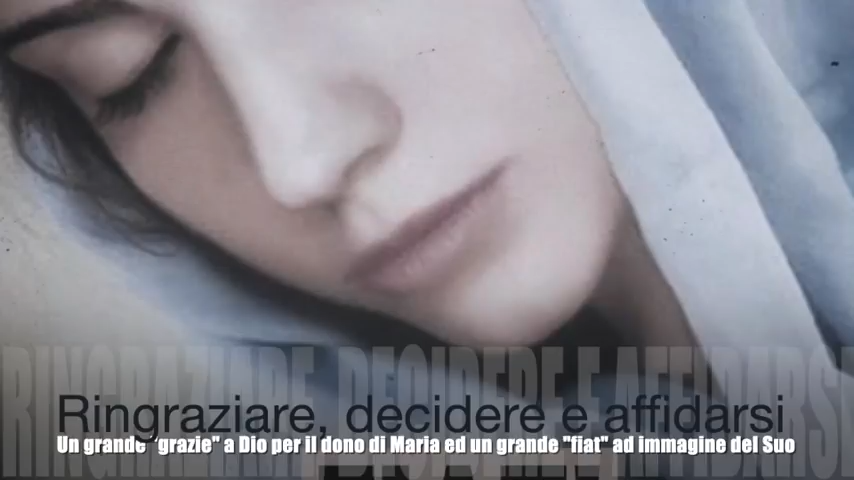 RINGRAZIARE, DECIDERE E AFFIDARSI
Ringraziare, decidere e affidarsi
Un grande "grazie" a Dio per il dono di Maria ed un grande "fiat" ad immagine del Suo